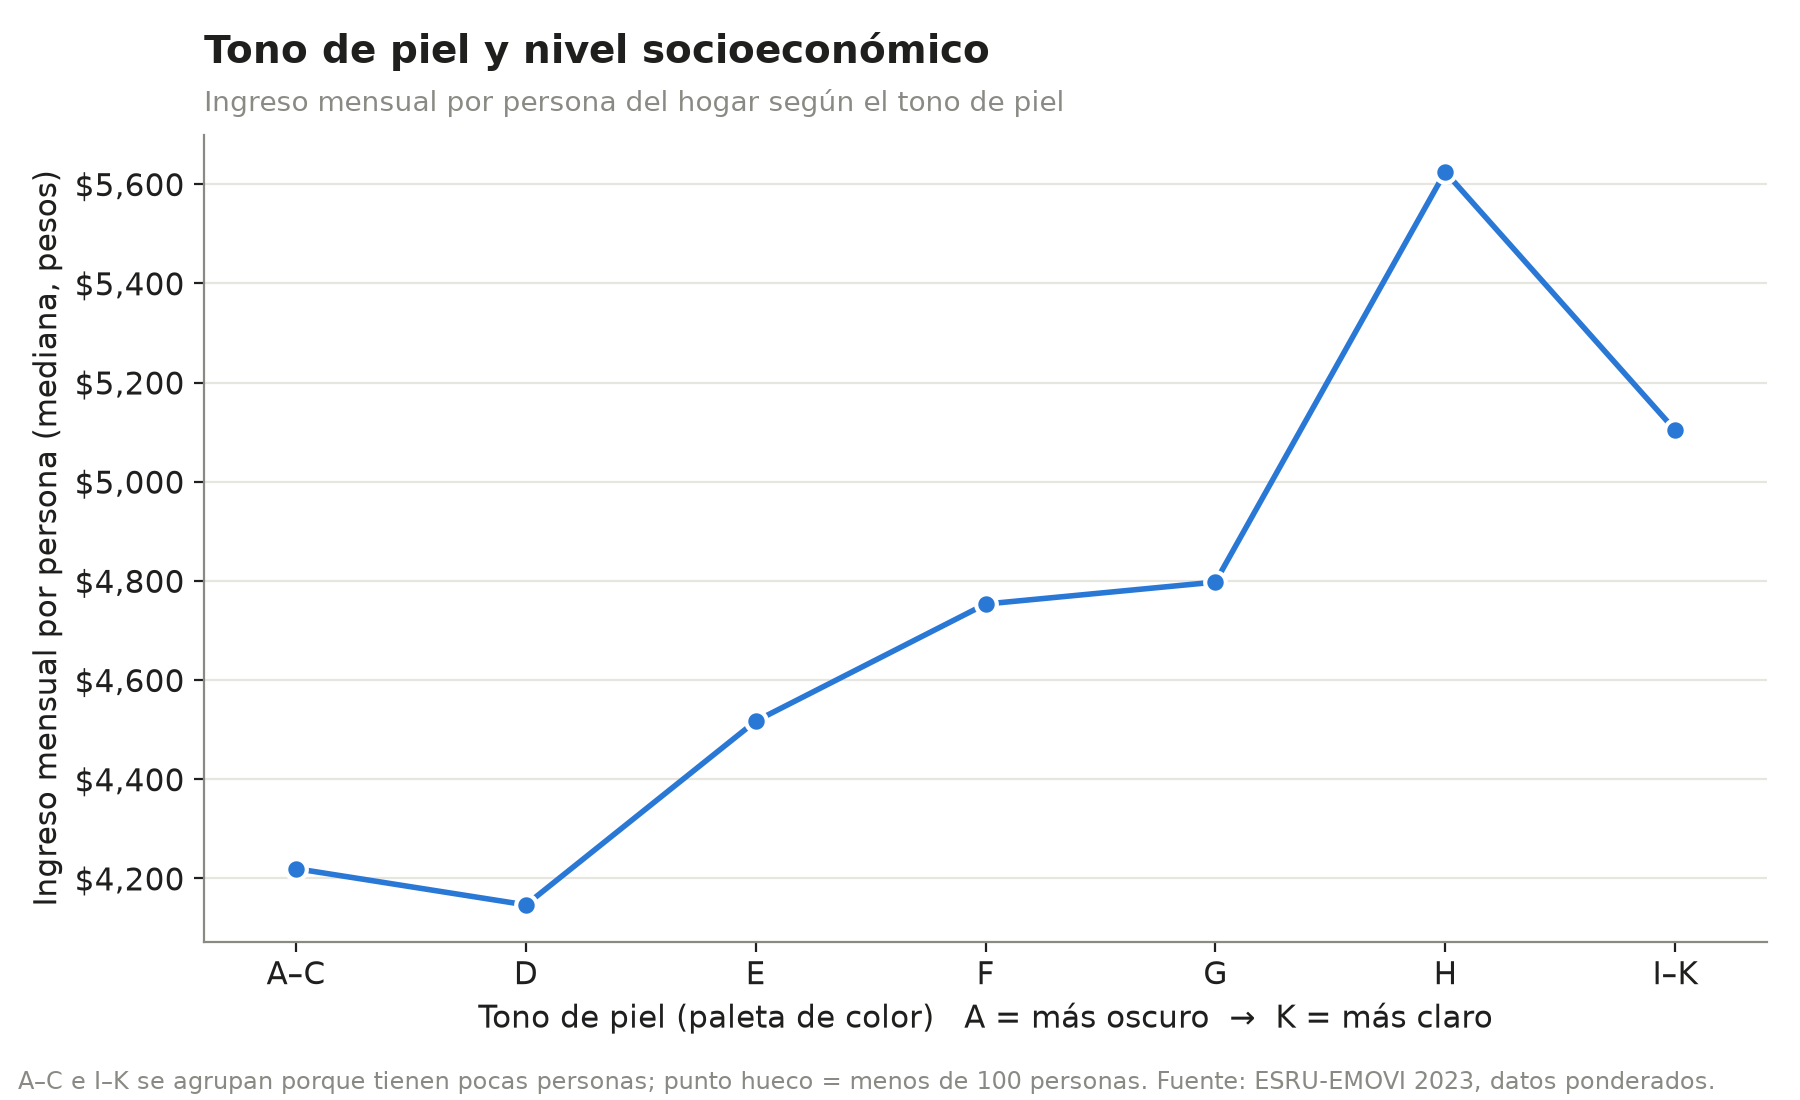 Tono de piel y nivel socioeconómico
Ingreso mensual por persona del hogar según el tono de piel
Ingreso mensual por persona (mediana, pesos)
$5,600
$5,400
$5,200
$5,000
$4,800
$4,600
$4,400
$4,200
A–C D E F G H I–K
Tono de piel (paleta de color) A = más oscuro → K = más claro
A–C e I–K se agrupan porque tienen pocas personas; punto hueco = menos de 100 personas. Fuente: ESRU-EMOVI 2023, datos ponderados.